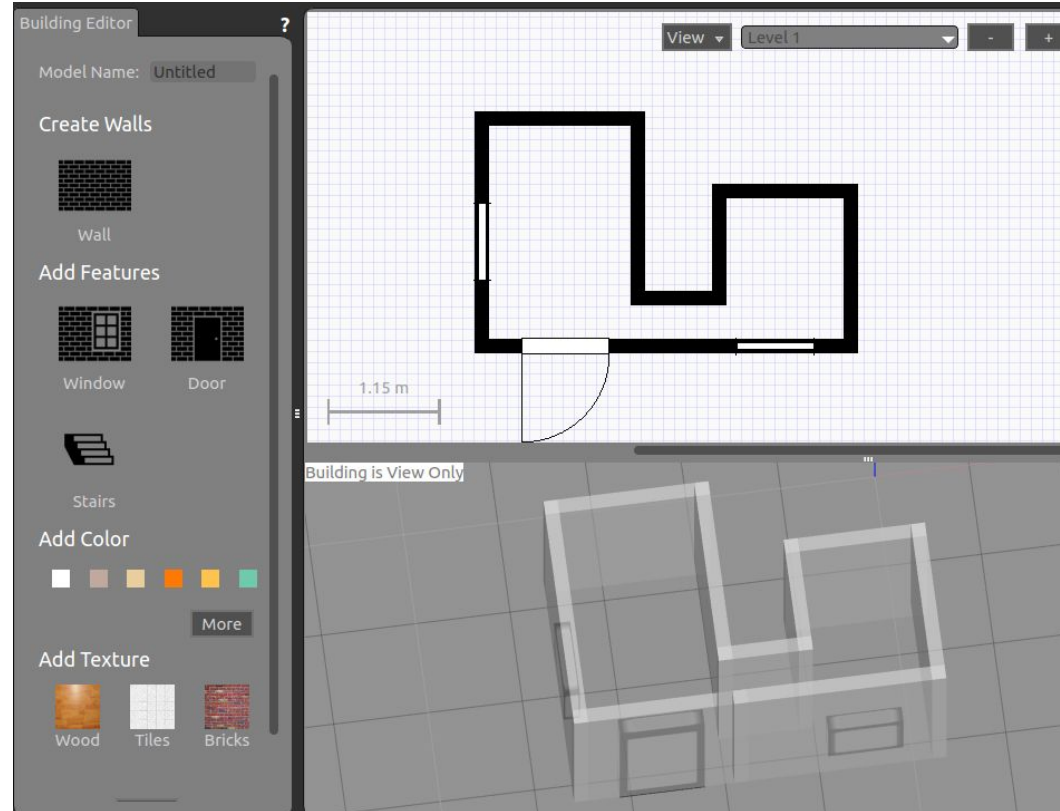 Building Editor
?
Model Name: Untitled
Create Walls
Wall
Add Features
Window Door
Stairs
Add Color
More
Add Texture
Wood Tiles Bricks
View Level 1 - +
1.15 m
Building is View Only